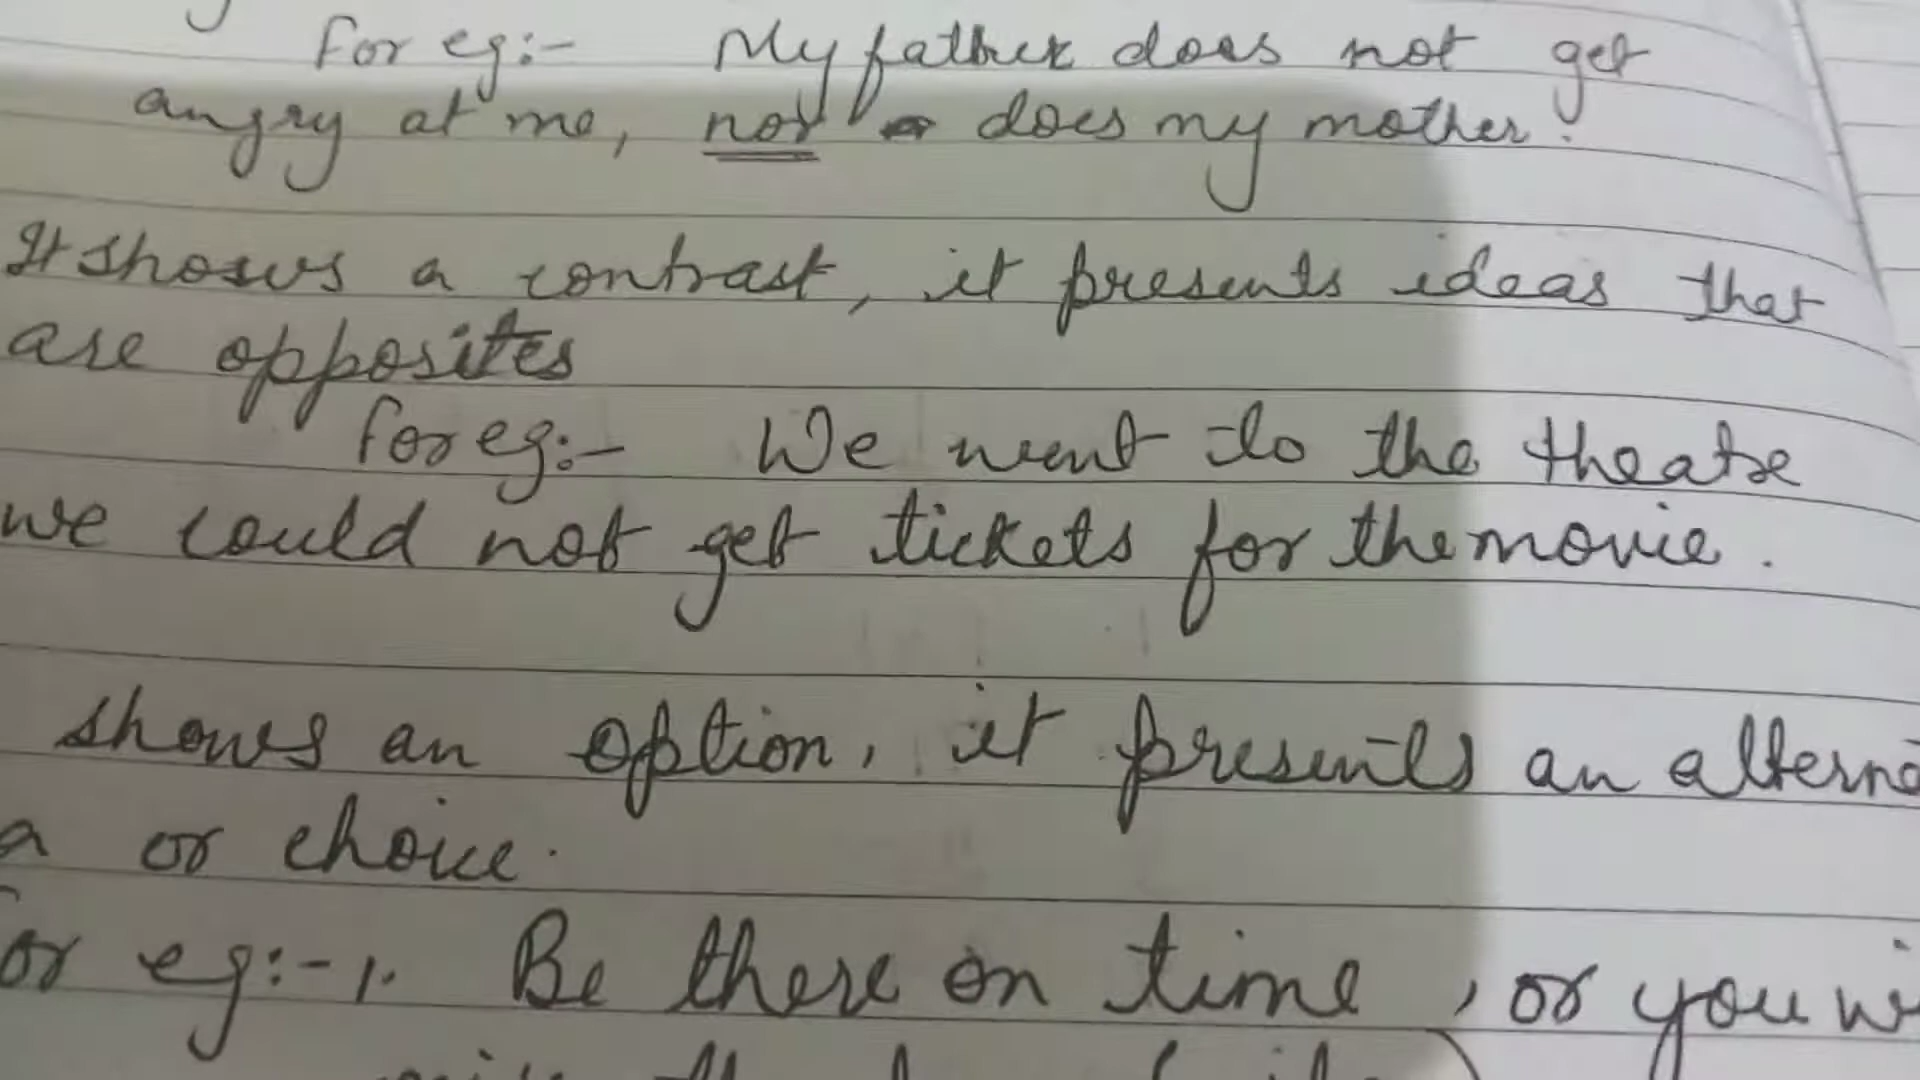 For eg:- My father does not get
angry at me, nor does my mother.
It shows a contrast, it presents ideas that
are opposites
For eg:- We went to the theatre
we could not get tickets for the movie.
shows an option, it presents an
or choice.
eg:-1. Be there on time, or you